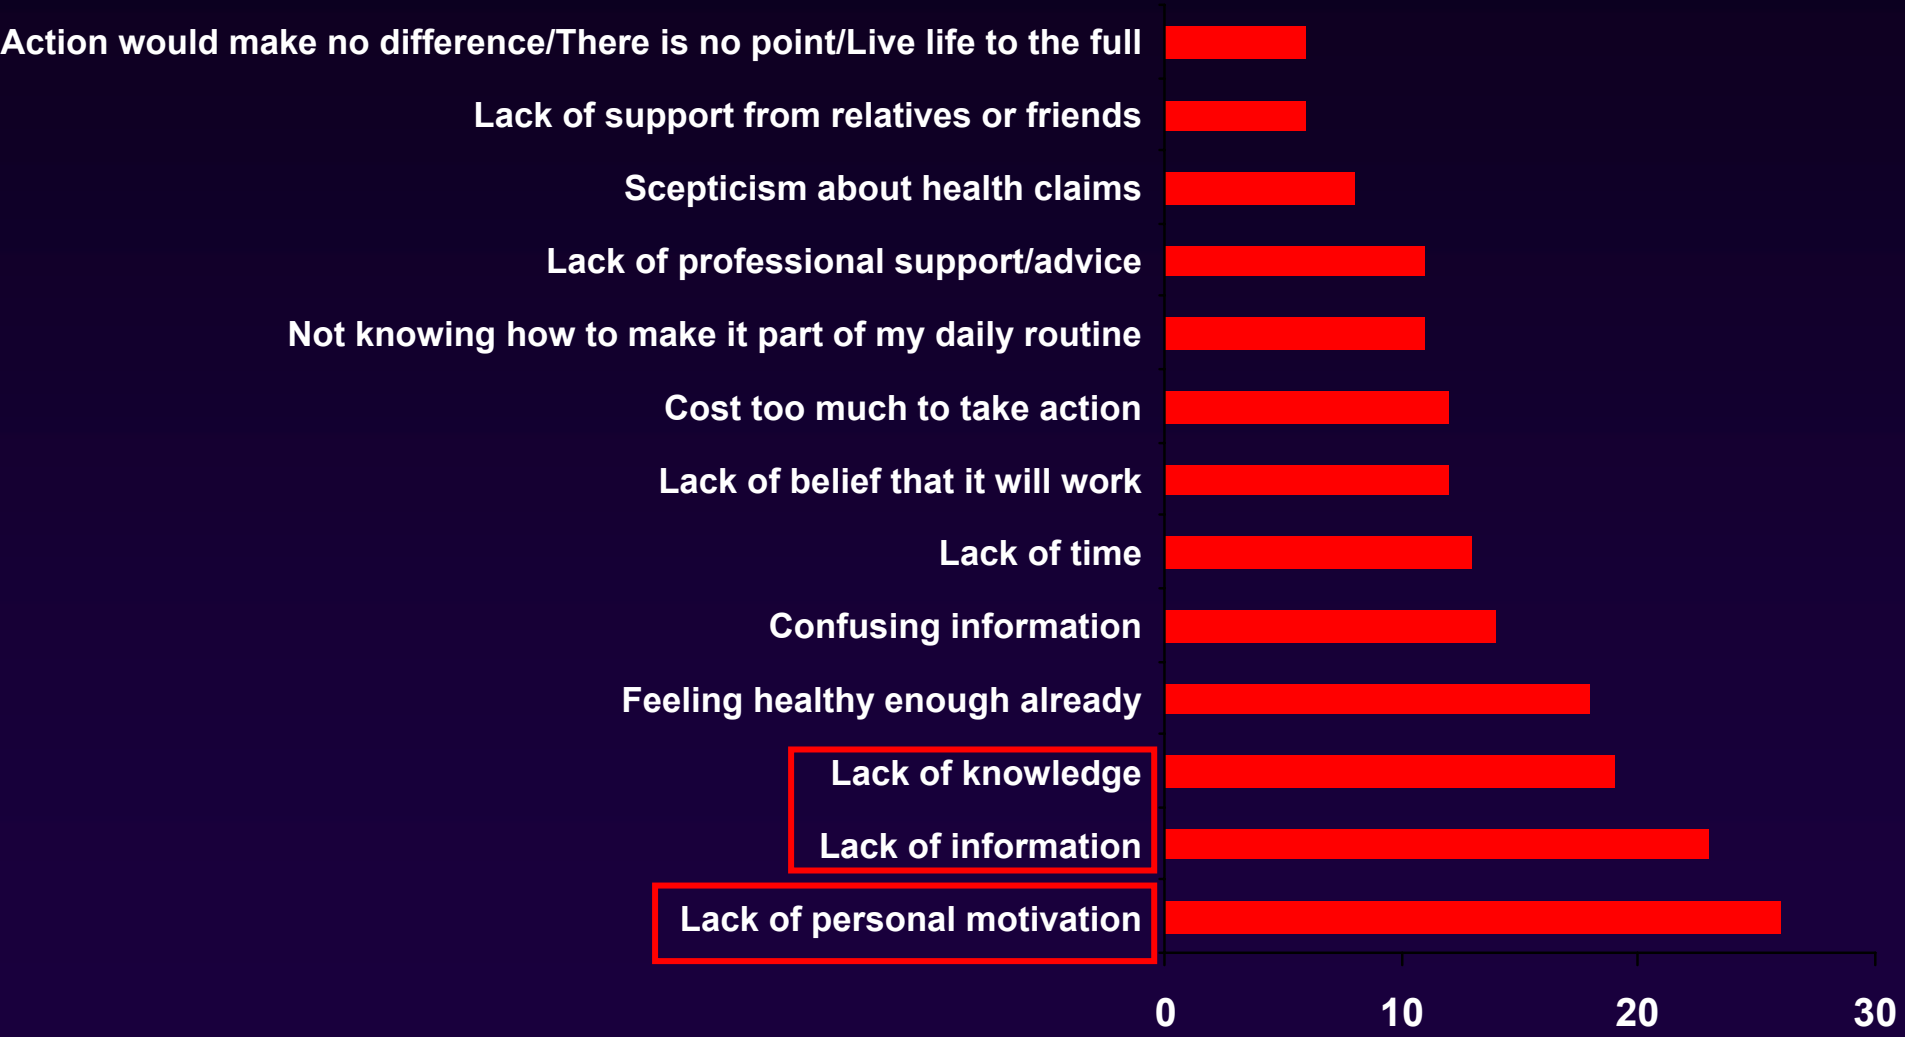 Action would make no difference/There is no point/Live life to the full
Lack of support from relatives or friends
Scepticism about health claims
Lack of professional support/advice
Not knowing how to make it part of my daily routine
Cost too much to take action
Lack of belief that it will work
Lack of time
Confusing information
Feeling healthy enough already
Lack of knowledge
Lack of information
Lack of personal motivation
0 10 20 30